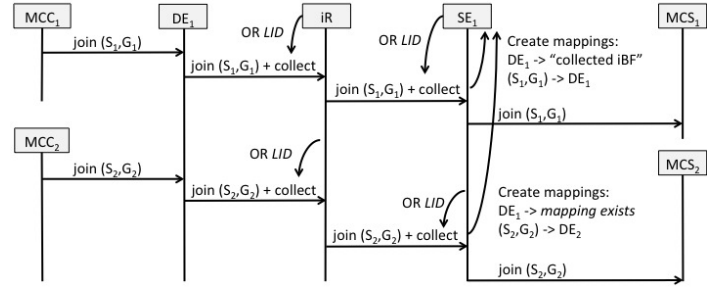 MCC1
DE1
iR
SE1
MCS1
OR LID
OR LID
join (S1,G1)
join (S1,G1) + collect
join (S1,G1) + collect
Create mappings:
DE1 -> “collected iBF”
(S1,G1) -> DE1
join (S1,G1)
MCC2
MCS2
OR LID
join (S2,G2)
join (S2,G2) + collect
OR LID
join (S2,G2) + collect
Create mappings:
DE1 -> mapping exists
(S2,G2) -> DE2
join (S2,G2)